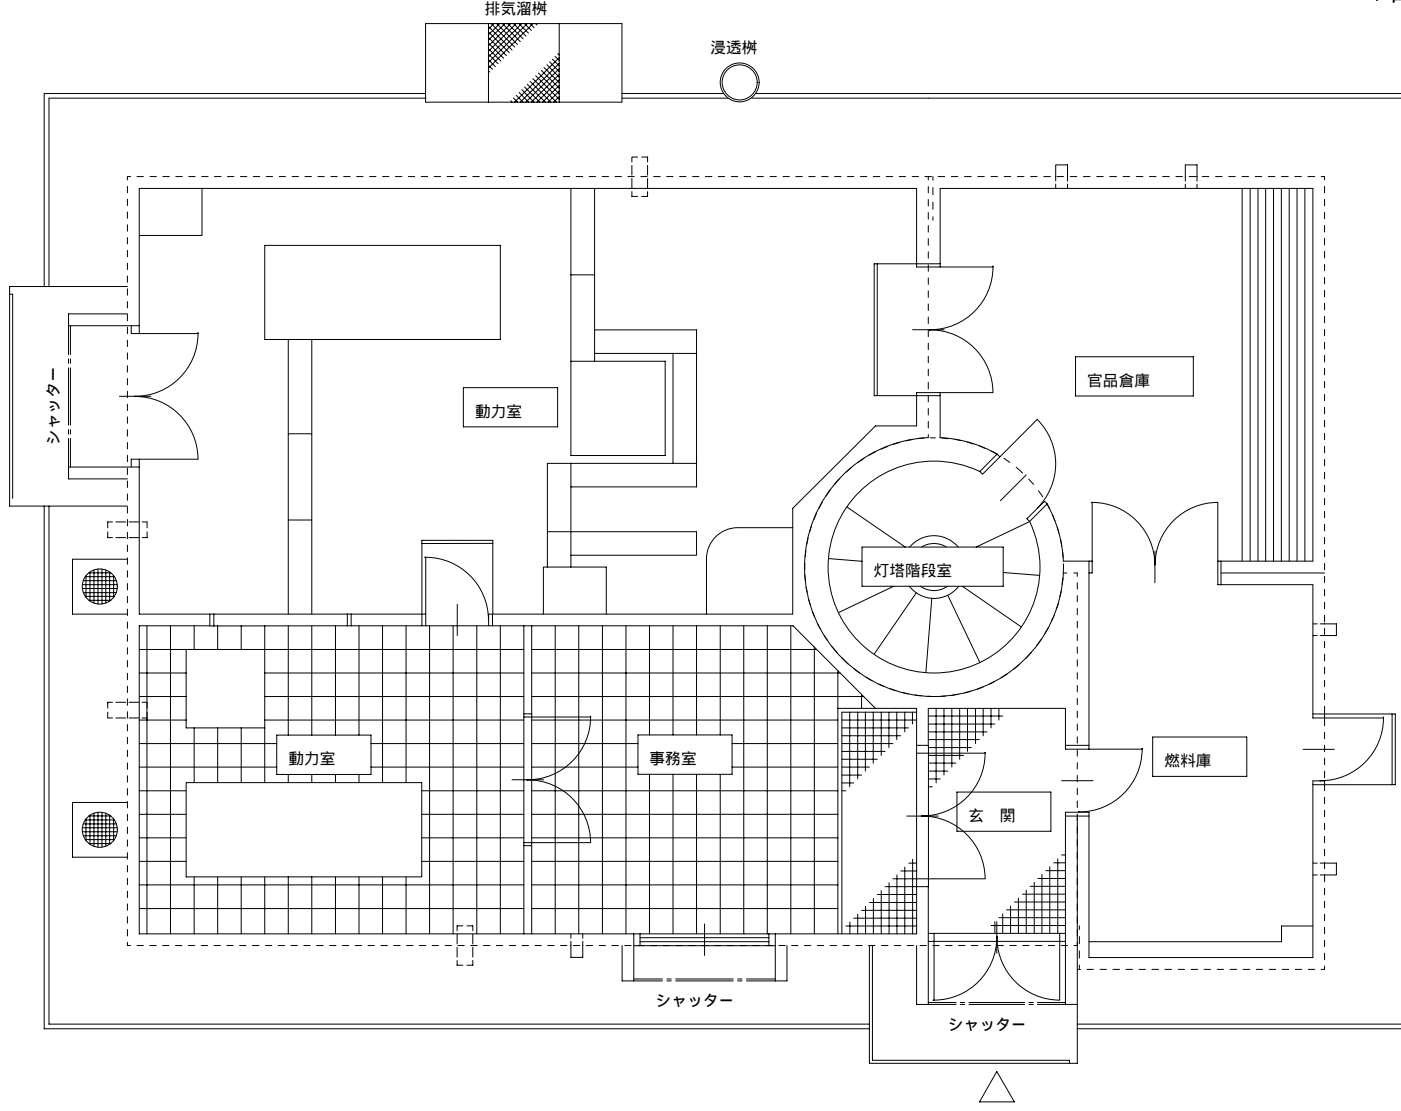 排気溜桝
浸透桝
シャッター
動力室
官品倉庫
灯塔階段室
動力室
事務室
燃料庫
玄 関
シャッター
シャッター